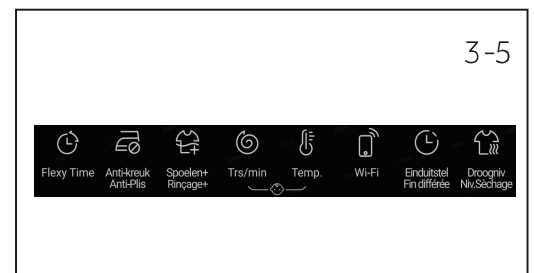 3-5
Flexy Time Anti-kreuk Spoelen+ Trs/min Temp. Wi-Fi Einduitstel Droogniv
Anti-Plis Rinçage+ Fin différée Niv.Sèchage